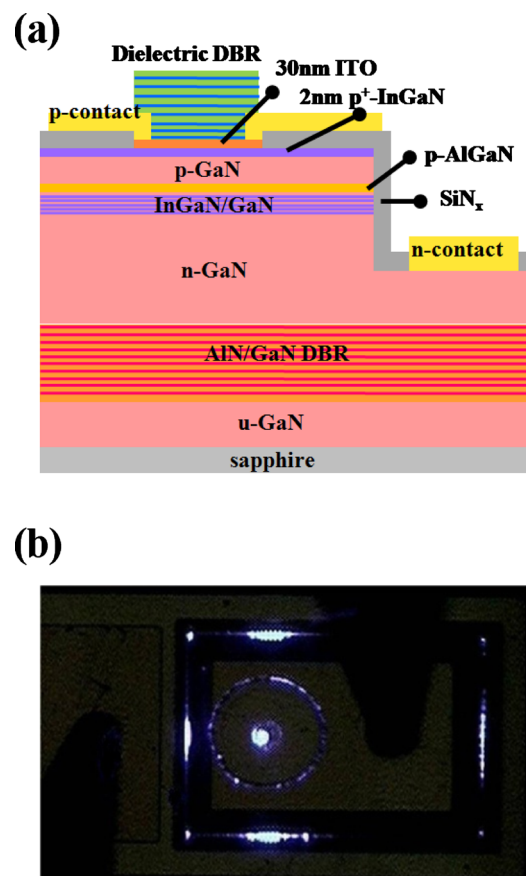 (a)
Dielectric DBR
30nm ITO
2nm p⁺-InGaN
p-contact
p-AlGaN
p-GaN
SiNₓ
InGaN/GaN
n-contact
n-GaN
AlN/GaN DBR
u-GaN
sapphire
(b)